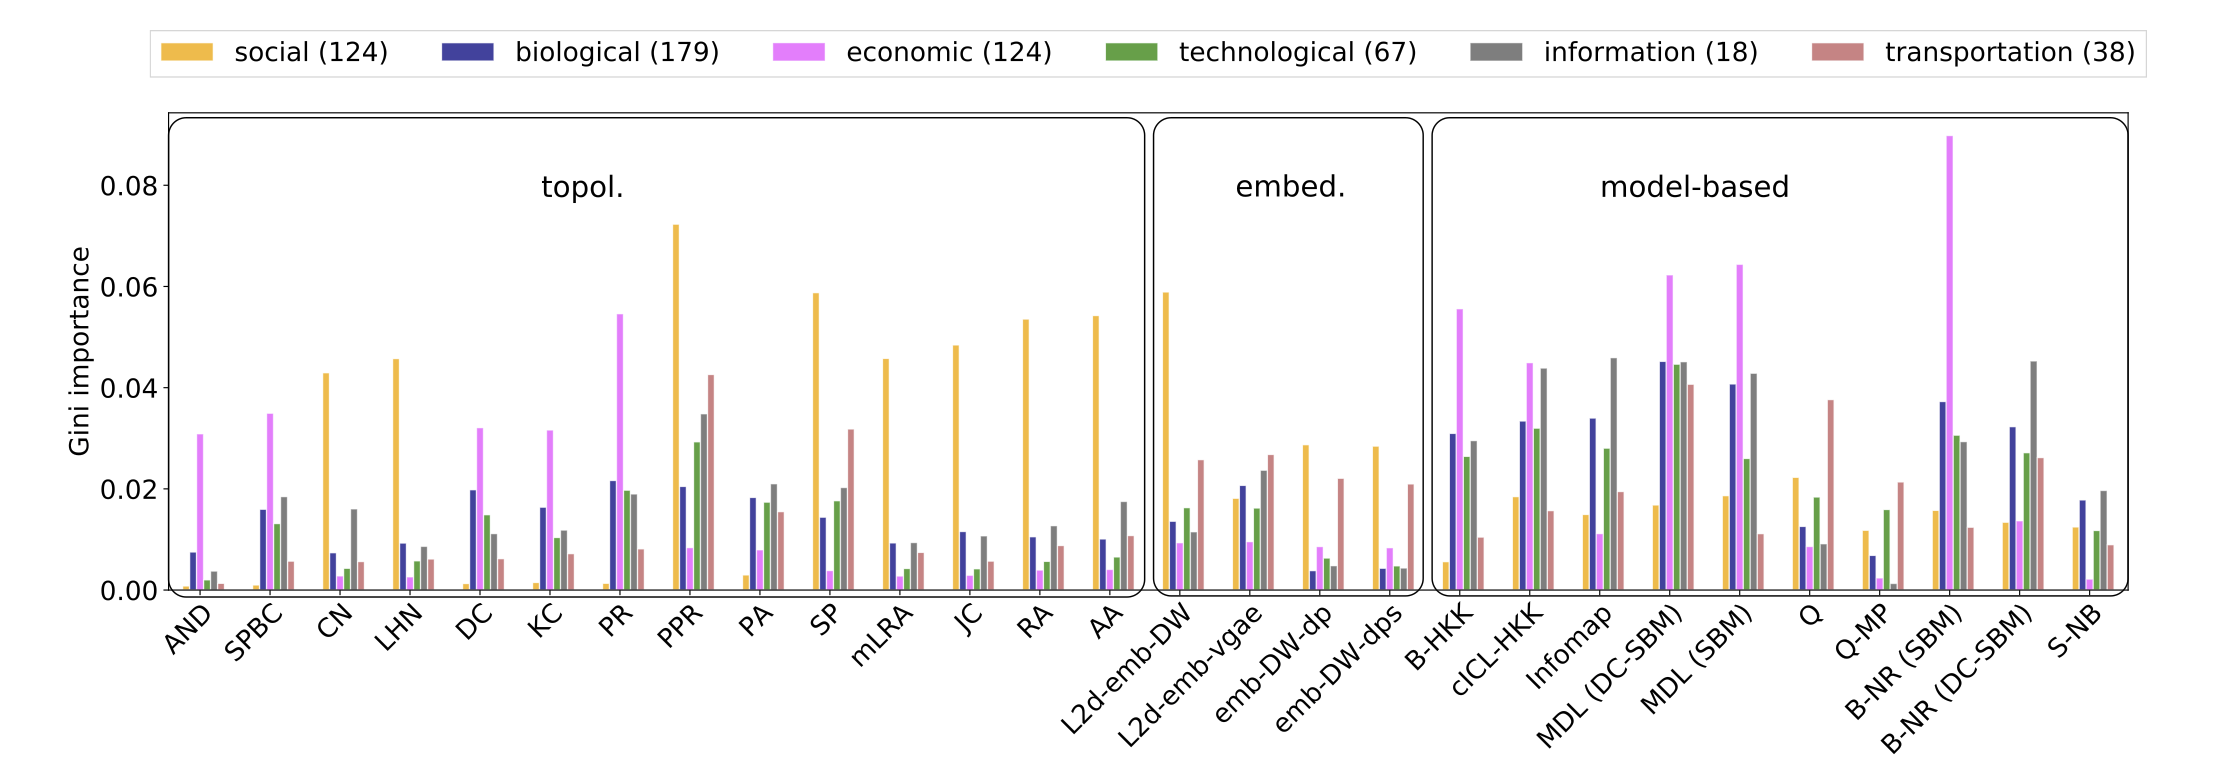 social (124) biological (179) economic (124) technological (67) information (18) transportation (38)
topol. embed. model-based
Gini importance
0.08
0.06
0.04
0.02
0.00
AND SPBC CN LHN DC KC PR PPR PA SP mLRA JC RA AA L2d-emb-DW L2d-emb-vgae emb-DW-dp emb-DW-dps B-HKK cICL-HKK Infomap MDL (DC-SBM) MDL (SBM) Q Q-MP B-NR (SBM) B-NR (DC-SBM) S-NB